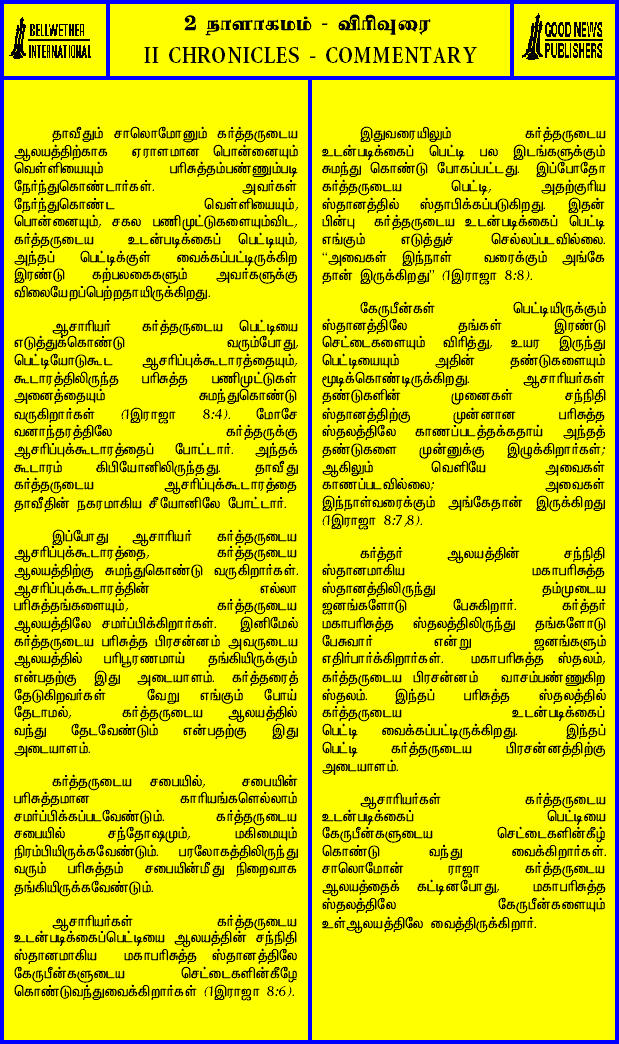 BELLWETHER
INTERNATIONAL
2 நாளாகமம் - விரிவுரை
II CHRONICLES - COMMENTARY
GOOD NEWS
PUBLISHERS
தாவீதும் சாலொமோனும் கர்த்தருடைய
ஆலயத்திற்காக ஏராளமான பொன்னையும்
வெள்ளியையும் பரிசுத்தம்பண்ணும்படி
நேர்ந்துகொண்டார்கள். அவர்கள்
நேர்ந்துகொண்ட வெள்ளியையும்,
பொன்னையும், சகல பணிமுட்டுகளையும்விட,
கர்த்தருடைய உடன்படிக்கைப் பெட்டியும்,
அந்தப் பெட்டிக்குள் வைக்கப்பட்டிருக்கிற
இரண்டு கற்பலகைகளும் அவர்களுக்கு
விலையேறப்பெற்றதாயிருக்கிறது.
ஆசாரியர் கர்த்தருடைய பெட்டியை
எடுத்துக்கொண்டு வரும்போது,
பெட்டியோடுகூட ஆசரிப்புக்கூடாரத்தையும்,
கூடாரத்திலிருந்த பரிசுத்த பணிமுட்டுகள்
அனைத்தையும் சுமந்துகொண்டு
வருகிறார்கள் (1இராஜா 8:4). மோசே
வனாந்தரத்திலே கர்த்தருக்கு
ஆசரிப்புக்கூடாரத்தைப் போட்டார். அந்தக்
கூடாரம் கிபியோனிலிருந்தது. தாவீது
கர்த்தருடைய ஆசரிப்புக்கூடாரத்தை
தாவீதின் நகரமாகிய சீயோனிலே போட்டார்.
இப்போது ஆசாரியர் கர்த்தருடைய
ஆசரிப்புக்கூடாரத்தை, கர்த்தருடைய
ஆலயத்திற்கு சுமந்துகொண்டு வருகிறார்கள்.
ஆசரிப்புக்கூடாரத்தின் எல்லா
பரிசுத்தங்களையும், கர்த்தருடைய
ஆலயத்திலே சமர்ப்பிக்கிறார்கள். இனிமேல்
கர்த்தருடைய பரிசுத்த பிரசன்னம் அவருடைய
ஆலயத்தில் பரிபூரணமாய் தங்கியிருக்கும்
என்பதற்கு இது அடையாளம். கர்த்தரைத்
தேடுகிறவர்கள் வேறு எங்கும் போய்
தேடாமல், கர்த்தருடைய ஆலயத்தில்
வந்து தேடவேண்டும் என்பதற்கு இது
அடையாளம்.
கர்த்தருடைய சபையில், சபையின்
பரிசுத்தமான காரியங்களெல்லாம்
சமர்ப்பிக்கப்படவேண்டும். கர்த்தருடைய
சபையில் சந்தோஷமும், மகிமையும்
நிரம்பியிருக்கவேண்டும். பரலோகத்திலிருந்து
வரும் பரிசுத்தம் சபையின்மீது நிறைவாக
தங்கியிருக்கவேண்டும்.
ஆசாரியர்கள் கர்த்தருடைய
உடன்படிக்கைப்பெட்டியை ஆலயத்தின் சந்நிதி
ஸ்தானமாகிய மகாபரிசுத்த ஸ்தானத்திலே
கேருபீன்களுடைய செட்டைகளின்கீழே
கொண்டுவந்துவைக்கிறார்கள் (1இராஜா 8:6).
இதுவரையிலும் கர்த்தருடைய
உடன்படிக்கைப் பெட்டி பல இடங்களுக்கும்
சுமந்து கொண்டு போகப்பட்டது. இப்போதோ
கர்த்தருடைய பெட்டி, அதற்குரிய
ஸ்தானத்தில் ஸ்தாபிக்கப்படுகிறது. இதன்
பின்பு கர்த்தருடைய உடன்படிக்கைப் பெட்டி
எங்கும் எடுத்துச் செல்லப்படவில்லை.
“அவைகள் இந்நாள் வரைக்கும் அங்கே
தான் இருக்கிறது” (1இராஜா 8:8).
கேருபீன்கள் பெட்டியிருக்கும்
ஸ்தானத்திலே தங்கள் இரண்டு
செட்டைகளையும் விரித்து, உயர இருந்து
பெட்டியையும் அதின் தண்டுகளையும்
மூடிக்கொண்டிருக்கிறது. ஆசாரியர்கள்
தண்டுகளின் முனைகள் சந்நிதி
ஸ்தானத்திற்கு முன்னான பரிசுத்த
ஸ்தலத்திலே காணப்படத்தக்கதாய் அந்தத்
தண்டுகளை முன்னுக்கு இழுக்கிறார்கள்;
ஆகிலும் வெளியே அவைகள்
காணப்படவில்லை; அவைகள்
இந்நாள்வரைக்கும் அங்கேதான் இருக்கிறது
(1இராஜா 8:7,8).
கர்த்தர் ஆலயத்தின் சந்நிதி
ஸ்தானமாகிய மகாபரிசுத்த
ஸ்தானத்திலிருந்து தம்முடைய
ஜனங்களோடு பேசுகிறார். கர்த்தர்
மகாபரிசுத்த ஸ்தலத்திலிருந்து தங்களோடு
பேசுவார் என்று ஜனங்களும்
எதிர்பார்க்கிறார்கள். மகாபரிசுத்த ஸ்தலம்,
கர்த்தருடைய பிரசன்னம் வாசம்பண்ணுகிற
ஸ்தலம். இந்தப் பரிசுத்த ஸ்தலத்தில்
கர்த்தருடைய உடன்படிக்கைப்
பெட்டி வைக்கப்பட்டிருக்கிறது. இந்தப்
பெட்டி கர்த்தருடைய பிரசன்னத்திற்கு
அடையாளம்.
ஆசாரியர்கள் கர்த்தருடைய
உடன்படிக்கைப் பெட்டியை
கேருபீன்களுடைய செட்டைகளின்கீழ்
கொண்டு வந்து வைக்கிறார்கள்.
சாலொமோன் ராஜா கர்த்தருடைய
ஆலயத்தைக் கட்டினபோது, மகாபரிசுத்த
ஸ்தலத்திலே கேருபீன்களையும்
உள்ஆலயத்திலே வைத்திருக்கிறார்.